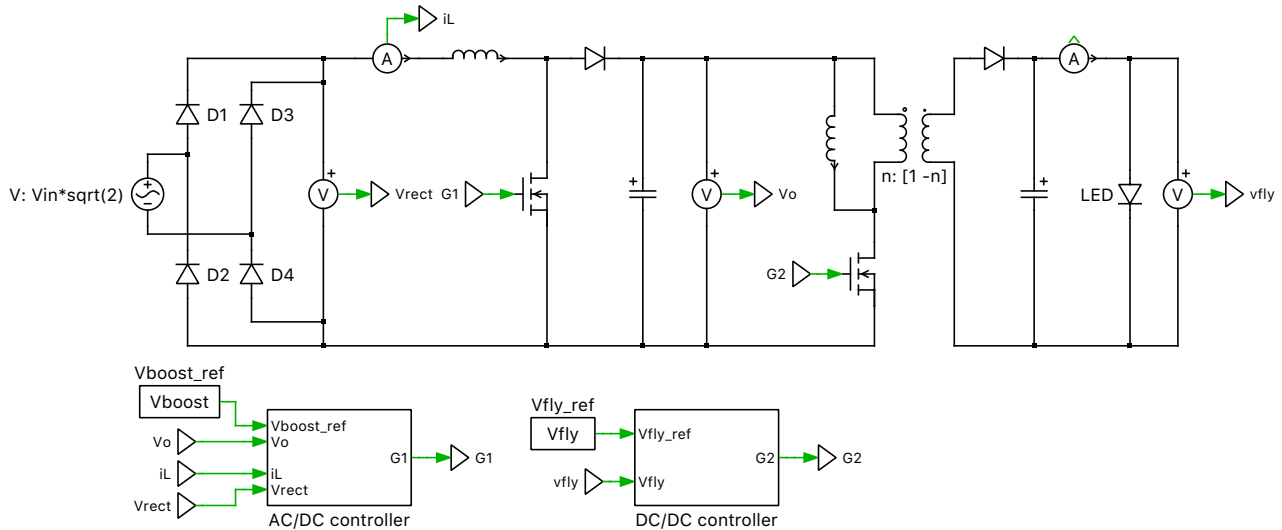 iL
A
A
D1
D3
V: Vin*sqrt(2)
V
Vrect
G1
V
Vo
n: [1 -n]
LED
V
vfly
D2
D4
G2
Vboost_ref
Vboost
Vfly_ref
Vfly
Vboost_ref
Vo
Vo
iL
iL
Vrect
Vrect
G1
G1
AC/DC controller
Vfly_ref
vfly
Vfly
G2
G2
DC/DC controller